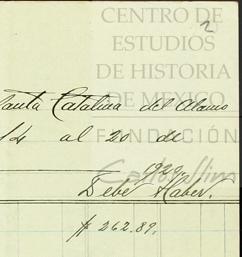 CENTRO DE
2
ESTUDIOS
DE HISTORIA
DE MEXICO
Santa Catalina del Alamo
14 al 20 de
FUNDACIÓN
1929.
Debe Haber.
$ 262.89.